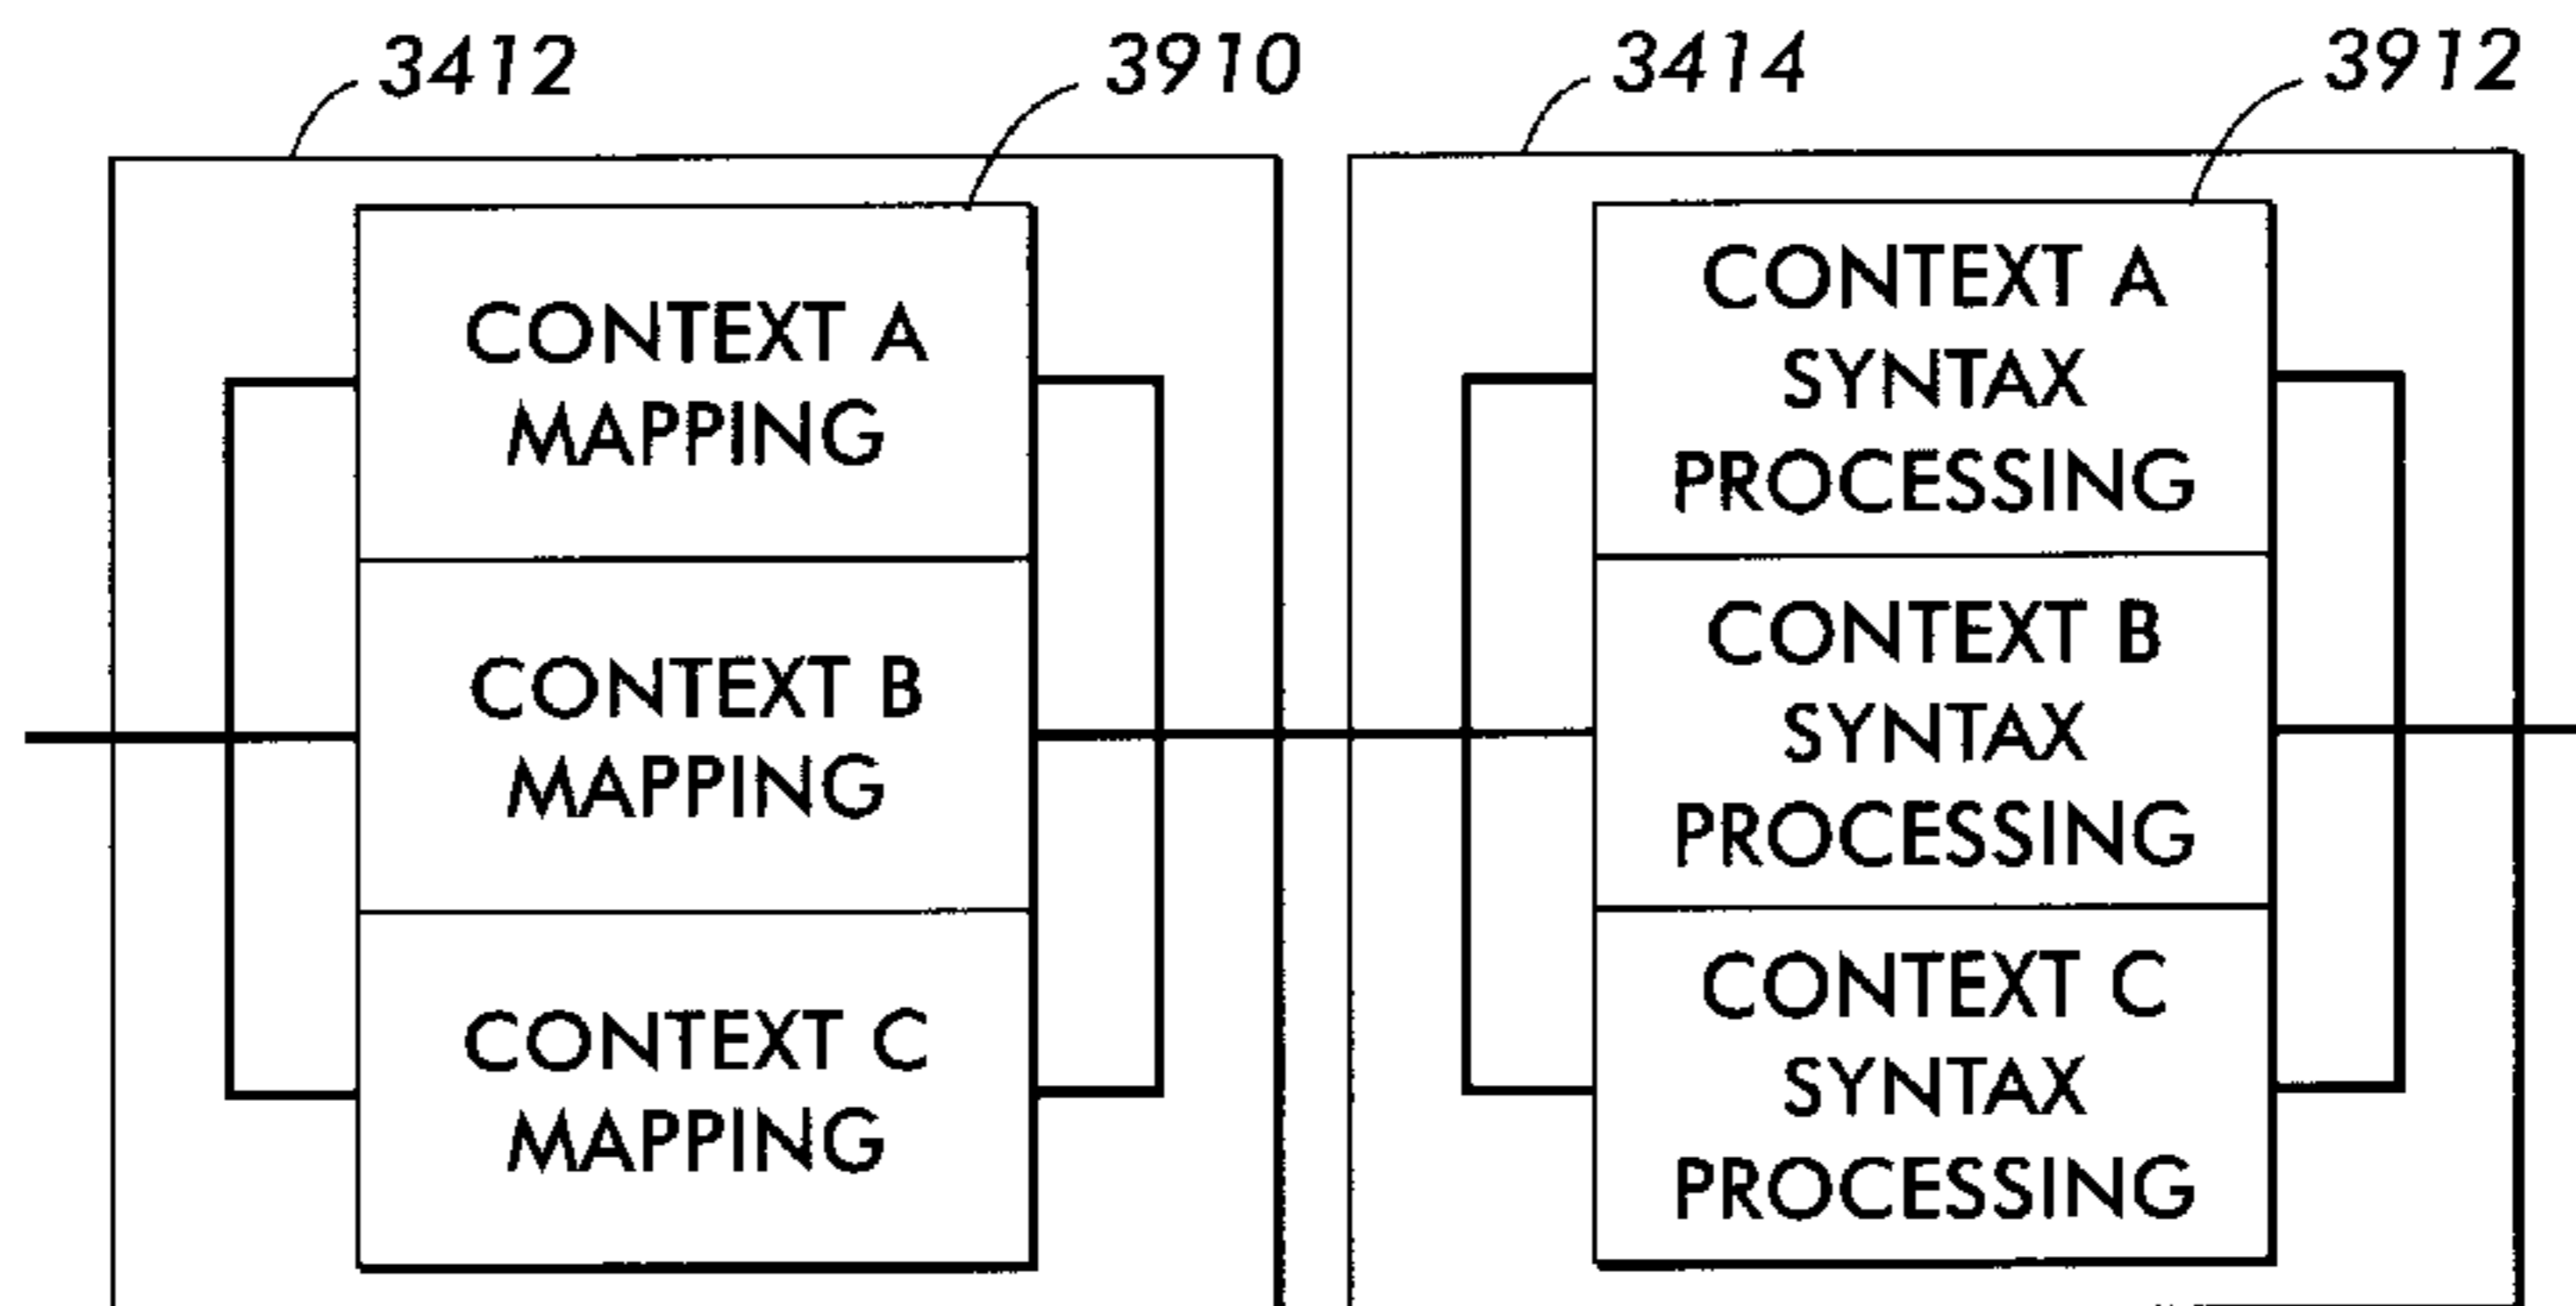 3412
3910
3414
3912
CONTEXT A
MAPPING
CONTEXT B
MAPPING
CONTEXT C
MAPPING
CONTEXT A
SYNTAX
PROCESSING
CONTEXT B
SYNTAX
PROCESSING
CONTEXT C
SYNTAX
PROCESSING